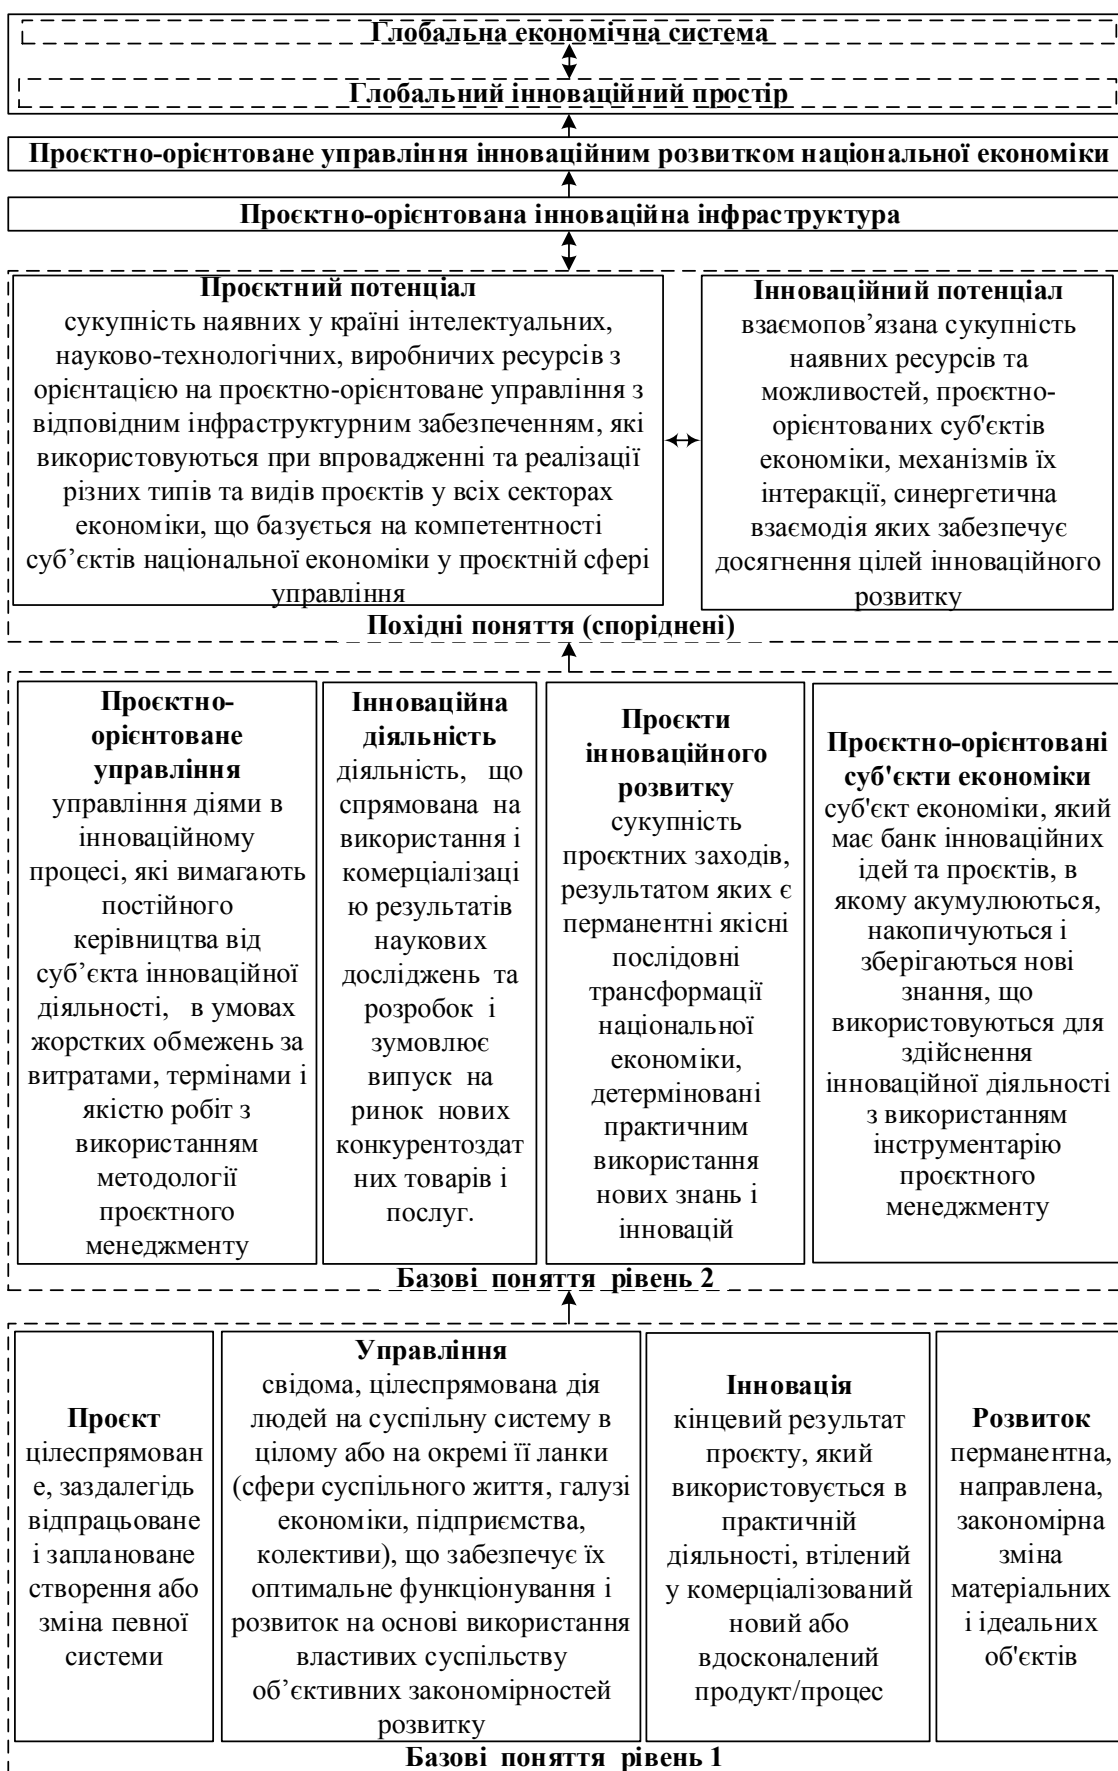 Глобальна економічна система
Глобальний інноваційний простір
Проєктно-орієнтоване управління інноваційним розвитком національної економіки
Проєктно-орієнтована інноваційна інфраструктура
Проєктний потенціал
сукупність наявних у країні інтелектуальних,
науково-технологічних, виробничих ресурсів з
орієнтацією на проєктно-орієнтоване управління з
відповідним інфраструктурним забезпеченням, які
використовуються при впровадженні та реалізації
різних типів та видів проєктів у всіх секторах
економіки, що базується на компетентності
суб’єктів національної економіки у проєктній сфері
управління
Інноваційний потенціал
взаємопов’язана сукупність
наявних ресурсів та
можливостей, проєктно-
орієнтованих суб'єктів
економіки, механізмів їх
інтеракції, синергетична
взаємодія яких забезпечує
досягнення цілей інноваційного
розвитку
Похідні поняття (споріднені)
Проєктно-
орієнтоване
управління
управління діями в
інноваційному
процесі, які вимагають
постійного
керівництва від
суб’єкта інноваційної
діяльності, в умовах
жорстких обмежень за
витратами, термінами і
якістю робіт з
використанням
методології
проєктного
менеджменту
Інноваційна
діяльність
діяльність, що
спрямована на
використання і
комерціалізаці
ю результатів
наукових
досліджень та
розробок і
зумовлює
випуск на
ринок нових
конкурентоздат
них товарів і
послуг.
Проєкти
інноваційного
розвитку
сукупність
проєктних заходів,
результатом яких є
перманентні якісні
послідовні
трансформації
національної
економіки,
детерміновані
практичним
використання
нових знань і
інновацій
Проєктно-орієнтовані
суб'єкти економіки
суб'єкт економіки, який
має банк інноваційних
ідей та проєктів, в
якому акумулюються,
накопичуються і
зберігаються нові
знання, що
використовуються для
здійснення
інноваційної діяльності
з використанням
інструментарію
проєктного
менеджменту
Базові поняття рівень 2
Проєкт
цілеспрямован
е, заздалегідь
відпрацьоване
і заплановане
створення або
зміна певної
системи
Управління
свідома, цілеспрямована дія
людей на суспільну систему в
цілому або на окремі її ланки
(сфери суспільного життя, галузі
економіки, підприємства,
колективи), що забезпечує їх
оптимальне функціонування і
розвиток на основі використання
властивих суспільству
об’єктивних закономірностей
розвитку
Інновація
кінцевий результат
проєкту, який
використовується в
практичній
діяльності, втілений
у комерціалізований
новий або
вдосконалений
продукт/процес
Розвиток
перманентна,
направлена,
закономірна
зміна
матеріальних
і ідеальних
об'єктів
Базові поняття рівень 1